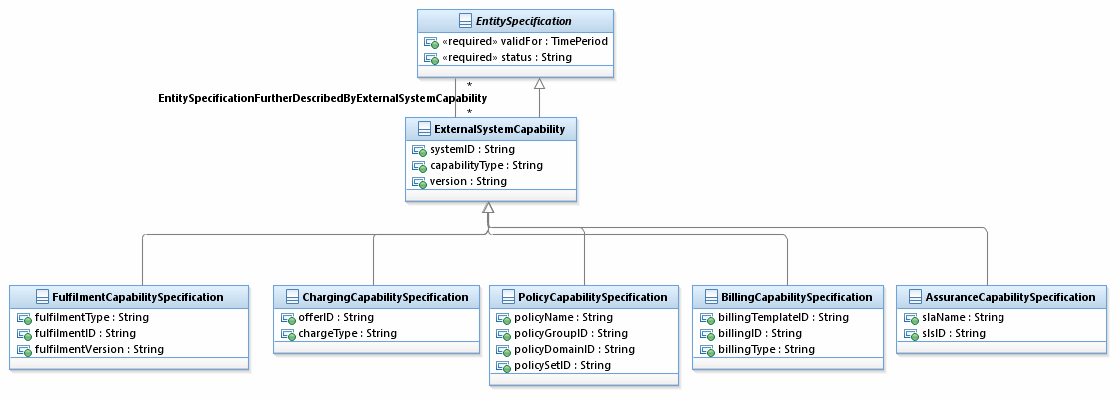 EntitySpecification
«required» validFor : TimePeriod
«required» status : String
*
EntitySpecificationFurtherDescribedByExternalSystemCapability
*
ExternalSystemCapability
systemID : String
capabilityType : String
version : String
FulfilmentCapabilitySpecification
fulfilmentType : String
fulfilmentID : String
fulfilmentVersion : String
ChargingCapabilitySpecification
offerID : String
chargeType : String
PolicyCapabilitySpecification
policyName : String
policyGroupID : String
policyDomainID : String
policySetID : String
BillingCapabilitySpecification
billingTemplateID : String
billingID : String
billingType : String
AssuranceCapabilitySpecification
slaName : String
slsID : String